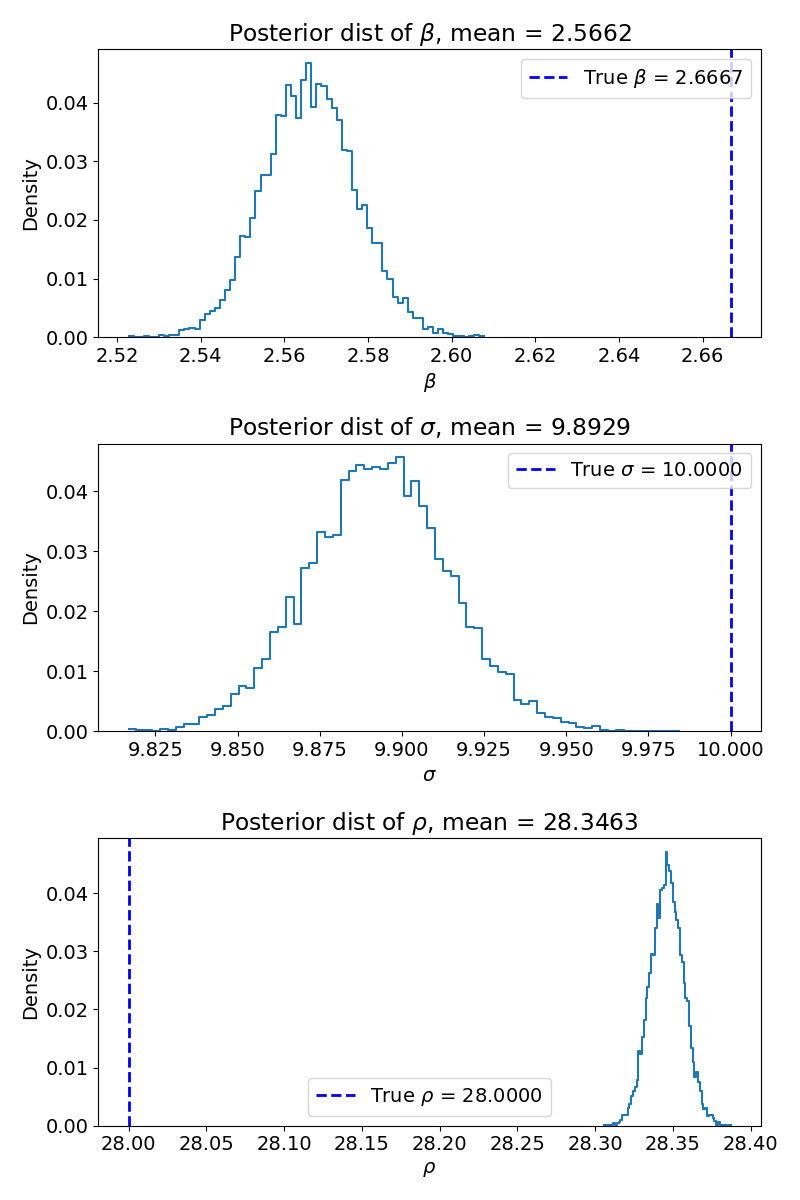 Posterior dist of β, mean = 2.5662
True β = 2.6667
Density
0.04
0.03
0.02
0.01
0.00
2.52 2.54 2.56 2.58 2.60 2.62 2.64 2.66
β
Posterior dist of σ, mean = 9.8929
True σ = 10.0000
Density
0.04
0.03
0.02
0.01
0.00
9.825 9.850 9.875 9.900 9.925 9.950 9.975 10.000
σ
Posterior dist of ρ, mean = 28.3463
Density
0.04
0.03
0.02
0.01
0.00
True ρ = 28.0000
28.00 28.05 28.10 28.15 28.20 28.25 28.30 28.35 28.40
ρ